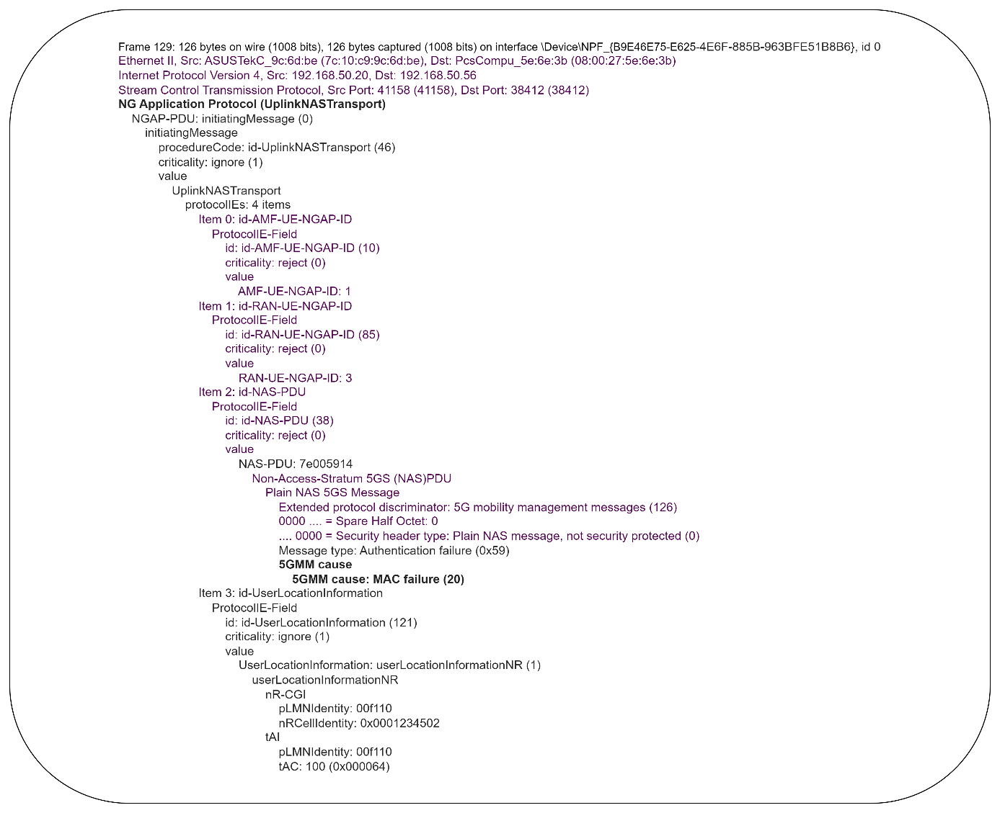 Frame 129: 126 bytes on wire (1008 bits), 126 bytes captured (1008 bits) on interface \Device\NPF_{B9E46E75-E625-4E6F-885B-963BFE51B8B6}, id 0
Ethernet II, Src: ASUSTekC_9c:6d:be (7c:10:c9:9c:6d:be), Dst: PcsCompu_5e:6e:3b (08:00:27:5e:6e:3b)
Internet Protocol Version 4, Src: 192.168.50.20, Dst: 192.168.50.56
Stream Control Transmission Protocol, Src Port: 41158 (41158), Dst Port: 38412 (38412)
NG Application Protocol (UplinkNASTransport)
NGAP-PDU: initiatingMessage (0)
initiatingMessage
procedureCode: id-UplinkNASTransport (46)
criticality: ignore (1)
value
UplinkNASTransport
protocolIEs: 4 items
Item 0: id-AMF-UE-NGAP-ID
ProtocolIE-Field
id: id-AMF-UE-NGAP-ID (10)
criticality: reject (0)
value
AMF-UE-NGAP-ID: 1
Item 1: id-RAN-UE-NGAP-ID
ProtocolIE-Field
id: id-RAN-UE-NGAP-ID (85)
criticality: reject (0)
value
RAN-UE-NGAP-ID: 3
Item 2: id-NAS-PDU
ProtocolIE-Field
id: id-NAS-PDU (38)
criticality: reject (0)
value
NAS-PDU: 7e005914
Non-Access-Stratum 5GS (NAS)PDU
Plain NAS 5GS Message
Extended protocol discriminator: 5G mobility management messages (126)
0000 .... = Spare Half Octet: 0
.... 0000 = Security header type: Plain NAS message, not security protected (0)
Message type: Authentication failure (0x59)
5GMM cause
5GMM cause: MAC failure (20)
Item 3: id-UserLocationInformation
ProtocolIE-Field
id: id-UserLocationInformation (121)
criticality: ignore (1)
value
UserLocationInformation: userLocationInformationNR (1)
userLocationInformationNR
nR-CGI
pLMNIdentity: 00f110
nRCellIdentity: 0x0001234502
tAI
pLMNIdentity: 00f110
tAC: 100 (0x000064)